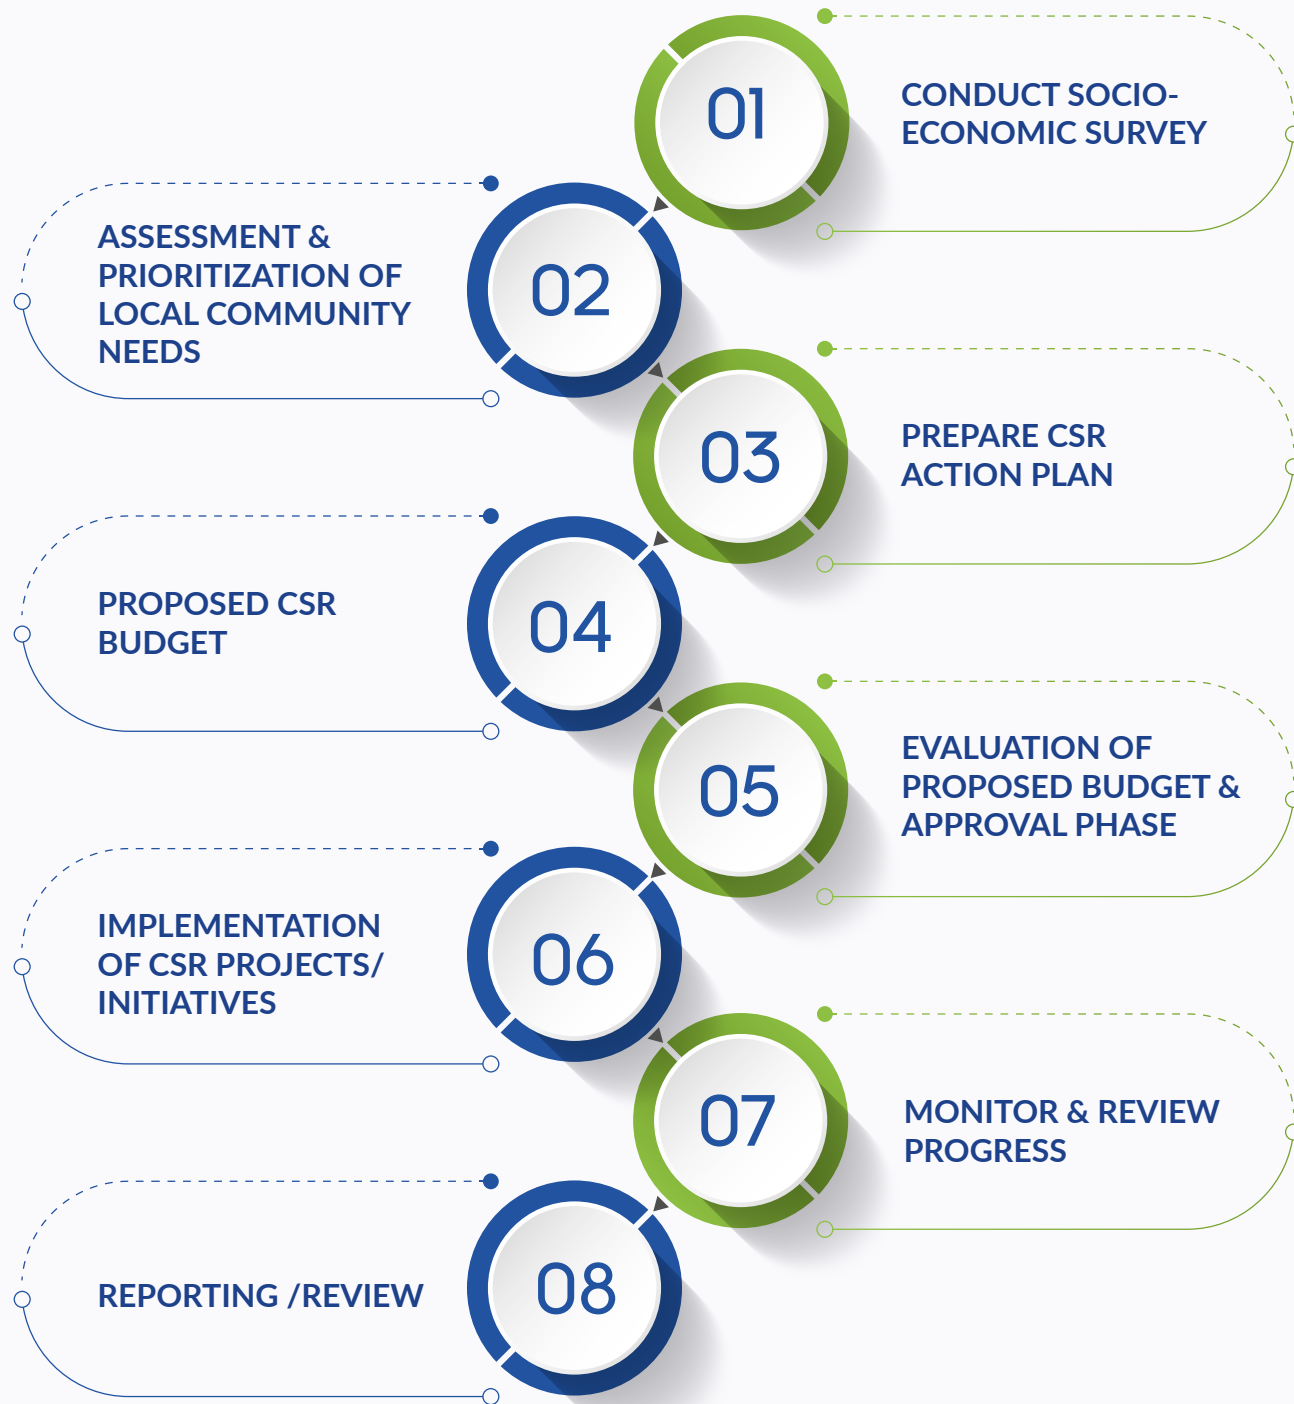 01
CONDUCT SOCIO-
ECONOMIC SURVEY
02
ASSESSMENT &
PRIORITIZATION OF
LOCAL COMMUNITY
NEEDS
03
PREPARE CSR
ACTION PLAN
04
PROPOSED CSR
BUDGET
05
EVALUATION OF
PROPOSED BUDGET &
APPROVAL PHASE
06
IMPLEMENTATION
OF CSR PROJECTS/
INITIATIVES
07
MONITOR & REVIEW
PROGRESS
08
REPORTING /REVIEW